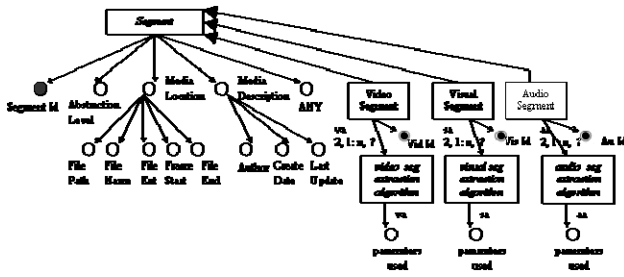 Segment
Segment Id
Abstraction
Level
Media
Location
Media
Description
ANY
Video
Segment
Visual
Segment
Audio
Segment
File
Path
File
Name
File
Ext
Frame
Start
File
End
Author
Create
Date
Last
Update
2, 1: n, ?
Vid Id
2, 1: n, ?
Vis Id
2, 1: n, ?
Au Id
video seg
extraction
algorithm
visual seg
extraction
algorithm
audio seg
extraction
algorithm
parameters
used
parameters
used
parameters
used